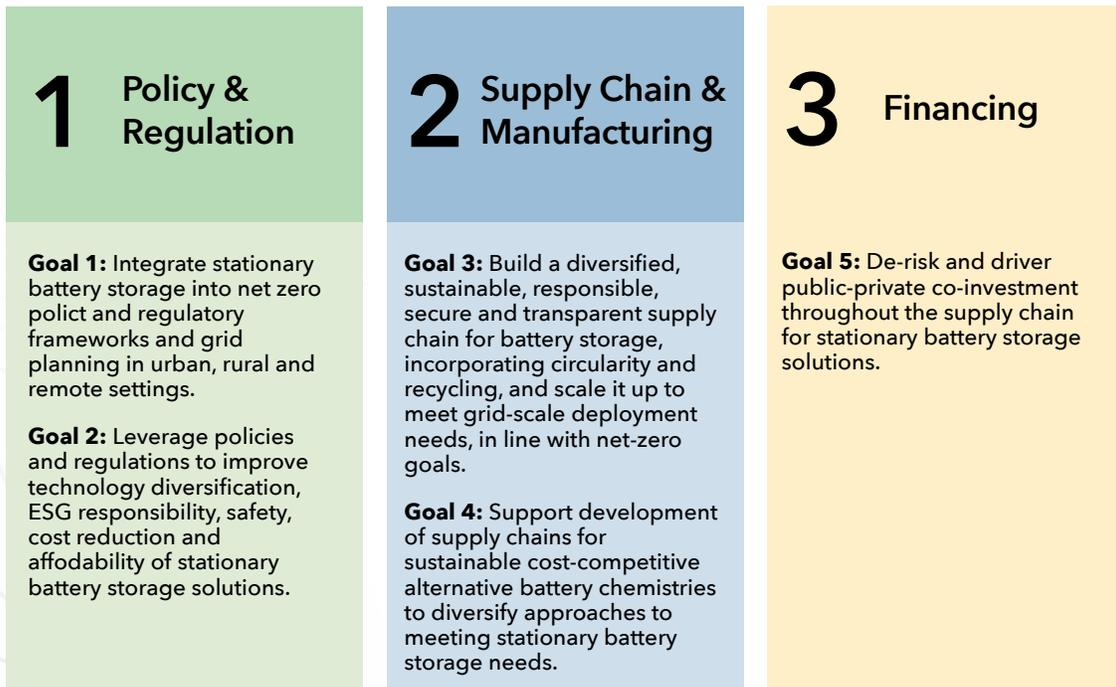 1
Policy &
Regulation
Goal 1: Integrate stationary
battery storage into net zero
polict and regulatory
frameworks and grid
planning in urban, rural and
remote settings.
Goal 2: Leverage policies
and regulations to improve
technology diversification,
ESG responsibility, safety,
cost reduction and
affodability of stationary
battery storage solutions.
2
Supply Chain &
Manufacturing
Goal 3: Build a diversified,
sustainable, responsible,
secure and transparent supply
chain for battery storage,
incorporating circularity and
recycling, and scale it up to
meet grid-scale deployment
needs, in line with net-zero
goals.
Goal 4: Support development
of supply chains for
sustainable cost-competitive
alternative battery chemistries
to diversify approaches to
meeting stationary battery
storage needs.
3
Financing
Goal 5: De-risk and driver
public-private co-investment
throughout the supply chain
for stationary battery storage
solutions.